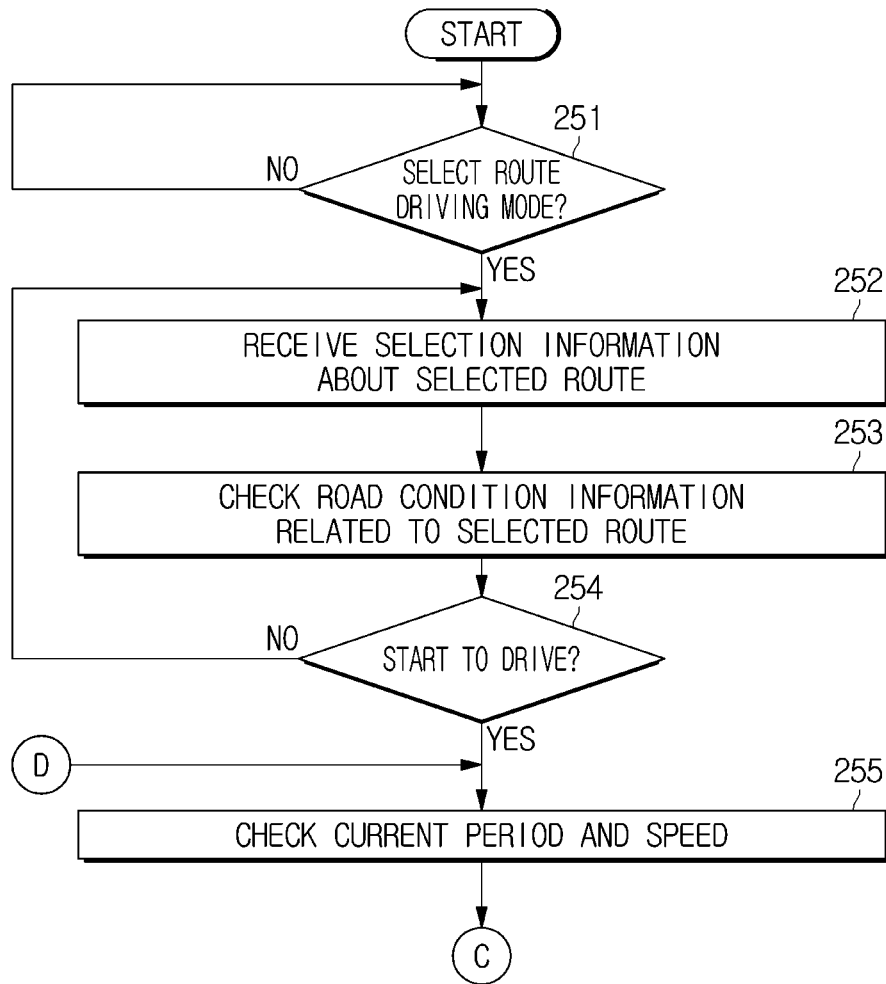 START
251
NO
SELECT ROUTE
DRIVING MODE?
YES
252
RECEIVE SELECTION INFORMATION
ABOUT SELECTED ROUTE
253
CHECK ROAD CONDITION INFORMATION
RELATED TO SELECTED ROUTE
254
NO
START TO DRIVE?
YES
D
255
CHECK CURRENT PERIOD AND SPEED
C